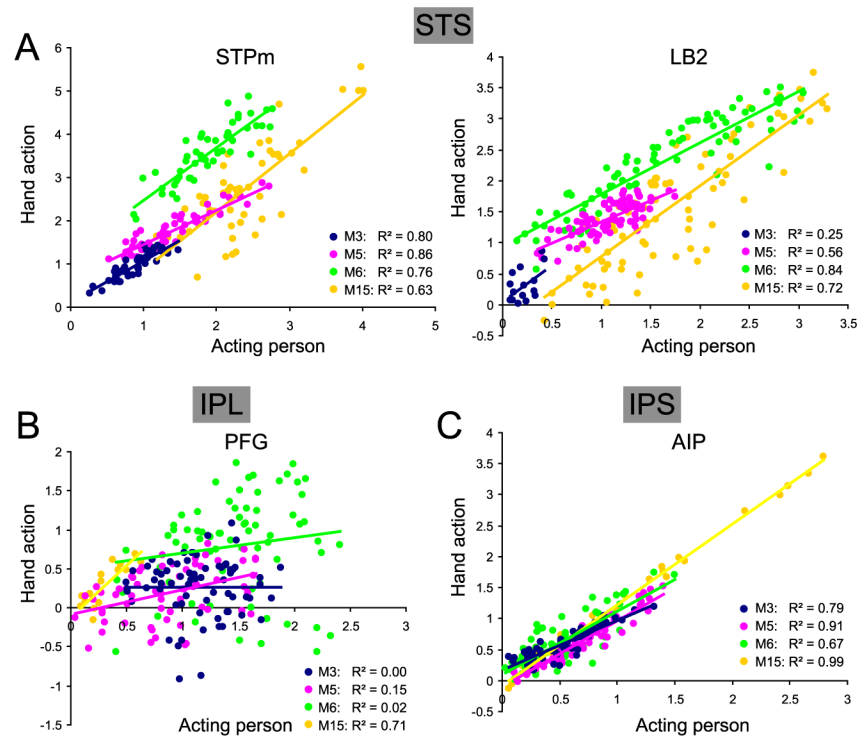 STS
A
STPm
Hand action
6
5
4
3
2
1
0
0
1
2
3
4
5
Acting person
M3: R² = 0.80
M5: R² = 0.86
M6: R² = 0.76
M15: R² = 0.63
LB2
Hand action
4
3.5
3
2.5
2
1.5
1
0.5
0
-0.5
0
0.5
1
1.5
2
2.5
3
3.5
Acting person
M3: R² = 0.25
M5: R² = 0.56
M6: R² = 0.84
M15: R² = 0.72
B
IPL
PFG
Hand action
2
1.5
1
0.5
0
-0.5
-1
-1.5
0
0.5
1
1.5
2
2.5
3
Acting person
M3: R² = 0.00
M5: R² = 0.15
M6: R² = 0.02
M15: R² = 0.71
C
IPS
AIP
Hand action
4
3.5
3
2.5
2
1.5
1
0.5
0
-0.5
0
0.5
1
1.5
2
2.5
3
Acting person
M3: R² = 0.79
M5: R² = 0.91
M6: R² = 0.67
M15: R² = 0.99